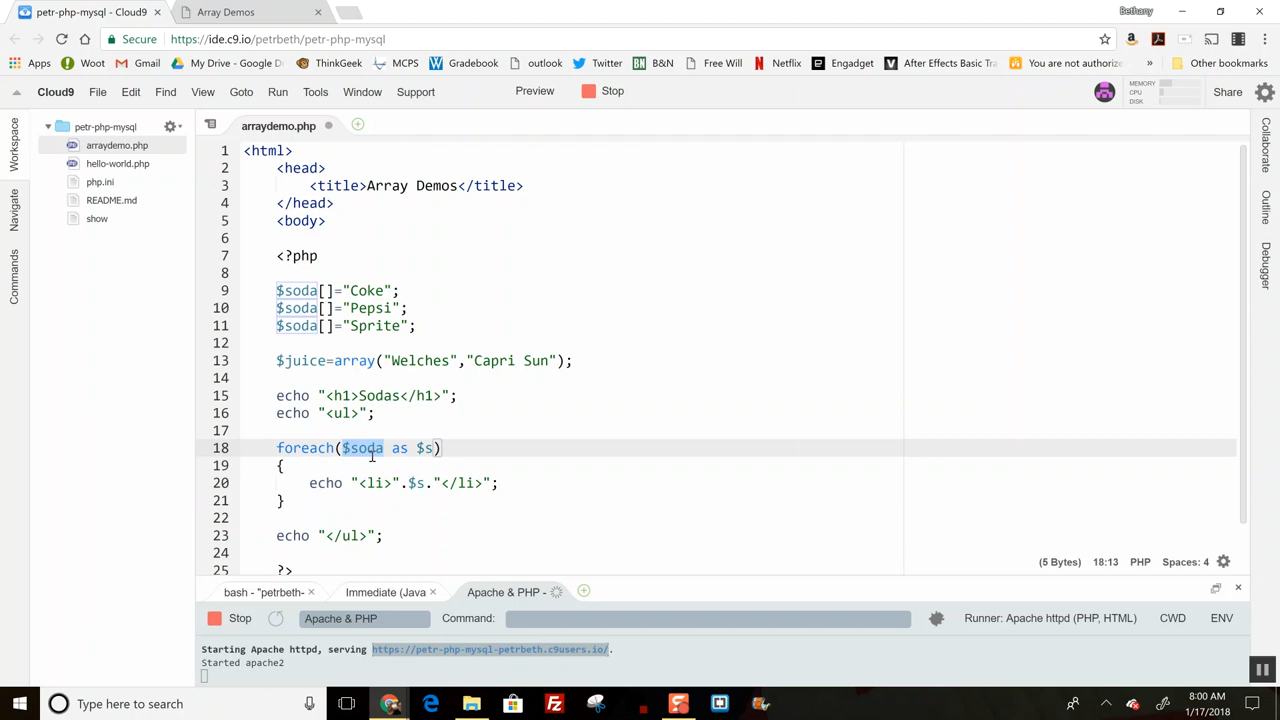 petr-php-mysql - Cloud9
Array Demos
Bethany
Secure
https://ide.c9.io/petrbeth/petr-php-mysql
Apps Woot Gmail My Drive - Google D ThinkGeek MCPS Gradebook outlook Twitter B&N Free Will Netflix Engadget After Effects Basic Tra You are not authoriz » Other bookmarks
Cloud9 File Edit Find View Goto Run Tools Window Support Preview Stop MEMORY CPU DISK Share
Workspace
Navigate
Commands
petr-php-mysql
arraydemo.php
hello-world.php
php.ini
README.md
show
arraydemo.php
1 <html>
2 <head>
3 <title>Array Demos</title>
4 </head>
5 <body>
6
7 <?php
8
9 $soda[]="Coke";
10 $soda[]="Pepsi";
11 $soda[]="Sprite";
12
13 $juice=array("Welches","Capri Sun");
14
15 echo "<h1>Sodas</h1>";
16 echo "<ul>";
17
18 foreach($soda as $s)
19 {
20 echo "<li>".$s."</li>";
21 }
22
23 echo "</ul>";
24
25 ?>
(5 Bytes) 18:13 PHP Spaces: 4
Collaborate
Outline
Debugger
bash - "petrbeth- Immediate (Java Apache & PHP -
Stop Apache & PHP Command: Runner: Apache httpd (PHP, HTML) CWD ENV
Starting Apache httpd, serving https://petr-php-mysql-petrbeth.c9users.io/.
Started apache2
Type here to search
8:00 AM
1/17/2018